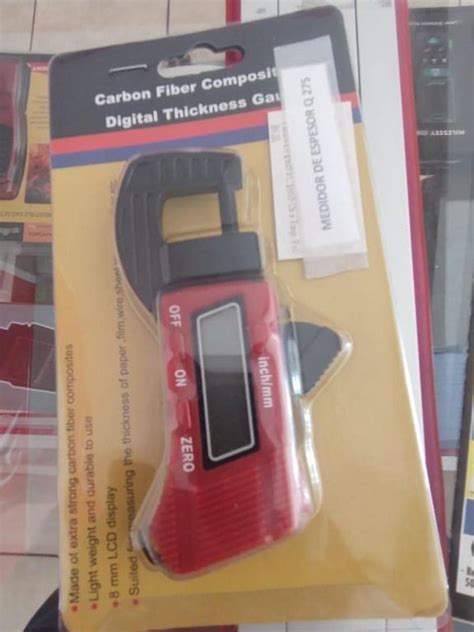 Carbon Fiber Composit
Digital Thickness Gau
MEDIDOR DE ESPESOR Q 275
OFF
ON
ZERO
inch/mm
•Made of extra strong carbon fiber composites
•Light weight and durable to use
•8 mm LCD display
•Suited for measuring the thickness of paper ,film,wire,sheet